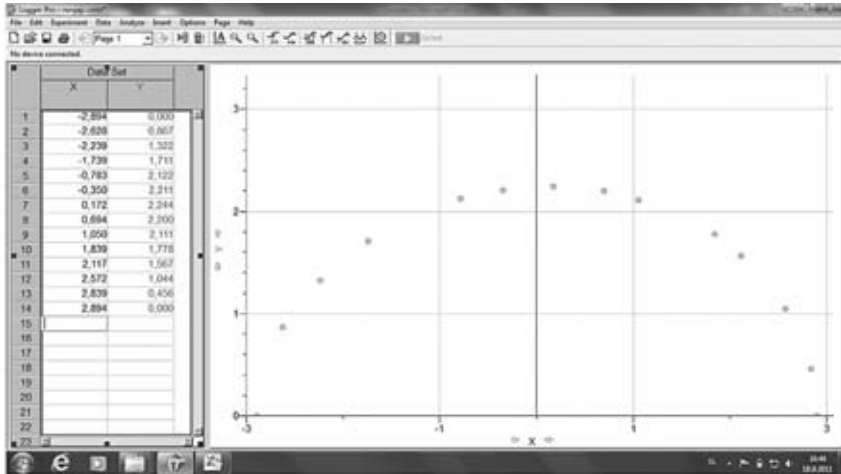 File Edit Experiment Data Analyze Insert Options Page Help
Page 1
No device connected.
Data Set
X Y
1 -2,894 0,000
2 -2,628 0,867
3 -2,239 1,322
4 -1,739 1,711
5 -0,783 2,122
6 -0,350 2,211
7 0,172 2,244
8 0,694 2,200
9 1,050 2,111
10 1,839 1,778
11 2,117 1,567
12 2,572 1,044
13 2,839 0,456
14 2,894 0,000
15
16
17
18
19
20
21
22
23
3
2
Y
1
0
-3 -1 1 3
X